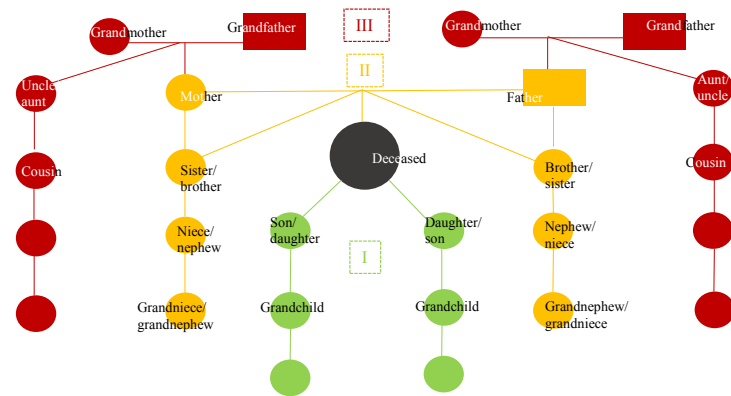 Grandmother
Grandfather
III
Grandmother
Grandfather
II
Uncle/
aunt
Mother
Father
Aunt/
uncle
Deceased
Cousin
Sister/
brother
Brother/
sister
Cousin
Niece/
nephew
Son/
daughter
Daughter/
son
Nephew/
niece
I
Grandniece/
grandnephew
Grandchild
Grandchild
Grandnephew/
grandniece